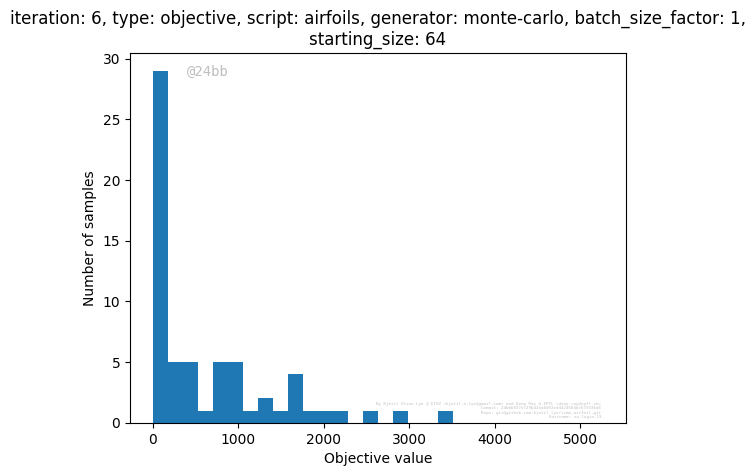 iteration: 6, type: objective, script: airfoils, generator: monte-carlo, batch_size_factor: 1,
starting_size: 64
@24bb
30
25
20
15
10
5
0
Number of samples
0 1000 2000 3000 4000 5000
Objective value